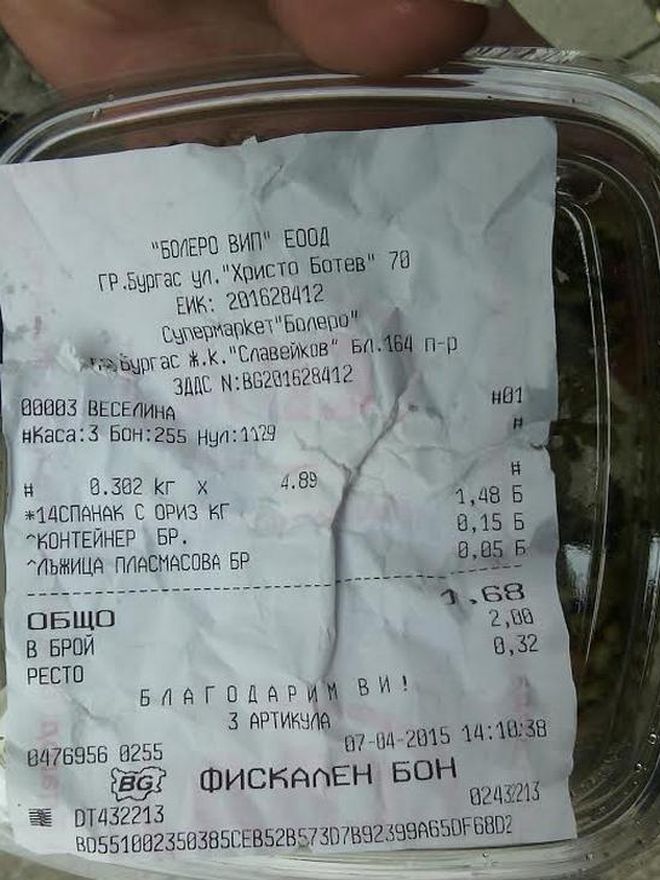 "БОЛЕРО ВИП" ЕООД
ГР.Бургас ул."Христо Ботев" 70
ЕИК: 201628412
Супермаркет"Болеро"
гр.Бургас ж.к."Славейков" Бл.164 п-р
ЗДДС N:BG201628412
00003 ВЕСЕЛИНА #01
#Каса:3 Бон:255 Нул:1129 #
# 0.302 кг x 4.89 #
*14СПАНАК С ОРИЗ КГ 1,48 Б
^КОНТЕЙНЕР БР. 0,15 Б
^ЛЪЖИЦА ПЛАСМАСОВА БР 0,05 Б
ОБЩО 1,68
В БРОЙ 2,00
РЕСТО 0,32
БЛАГОДАРИМ ВИ!
3 АРТИКУЛА
0476956 0255 07-04-2015 14:10:38
BG ФИСКАЛЕН БОН
DT432213 0243213
BD551002350385CEB52B573D7B92399A65DF68D2